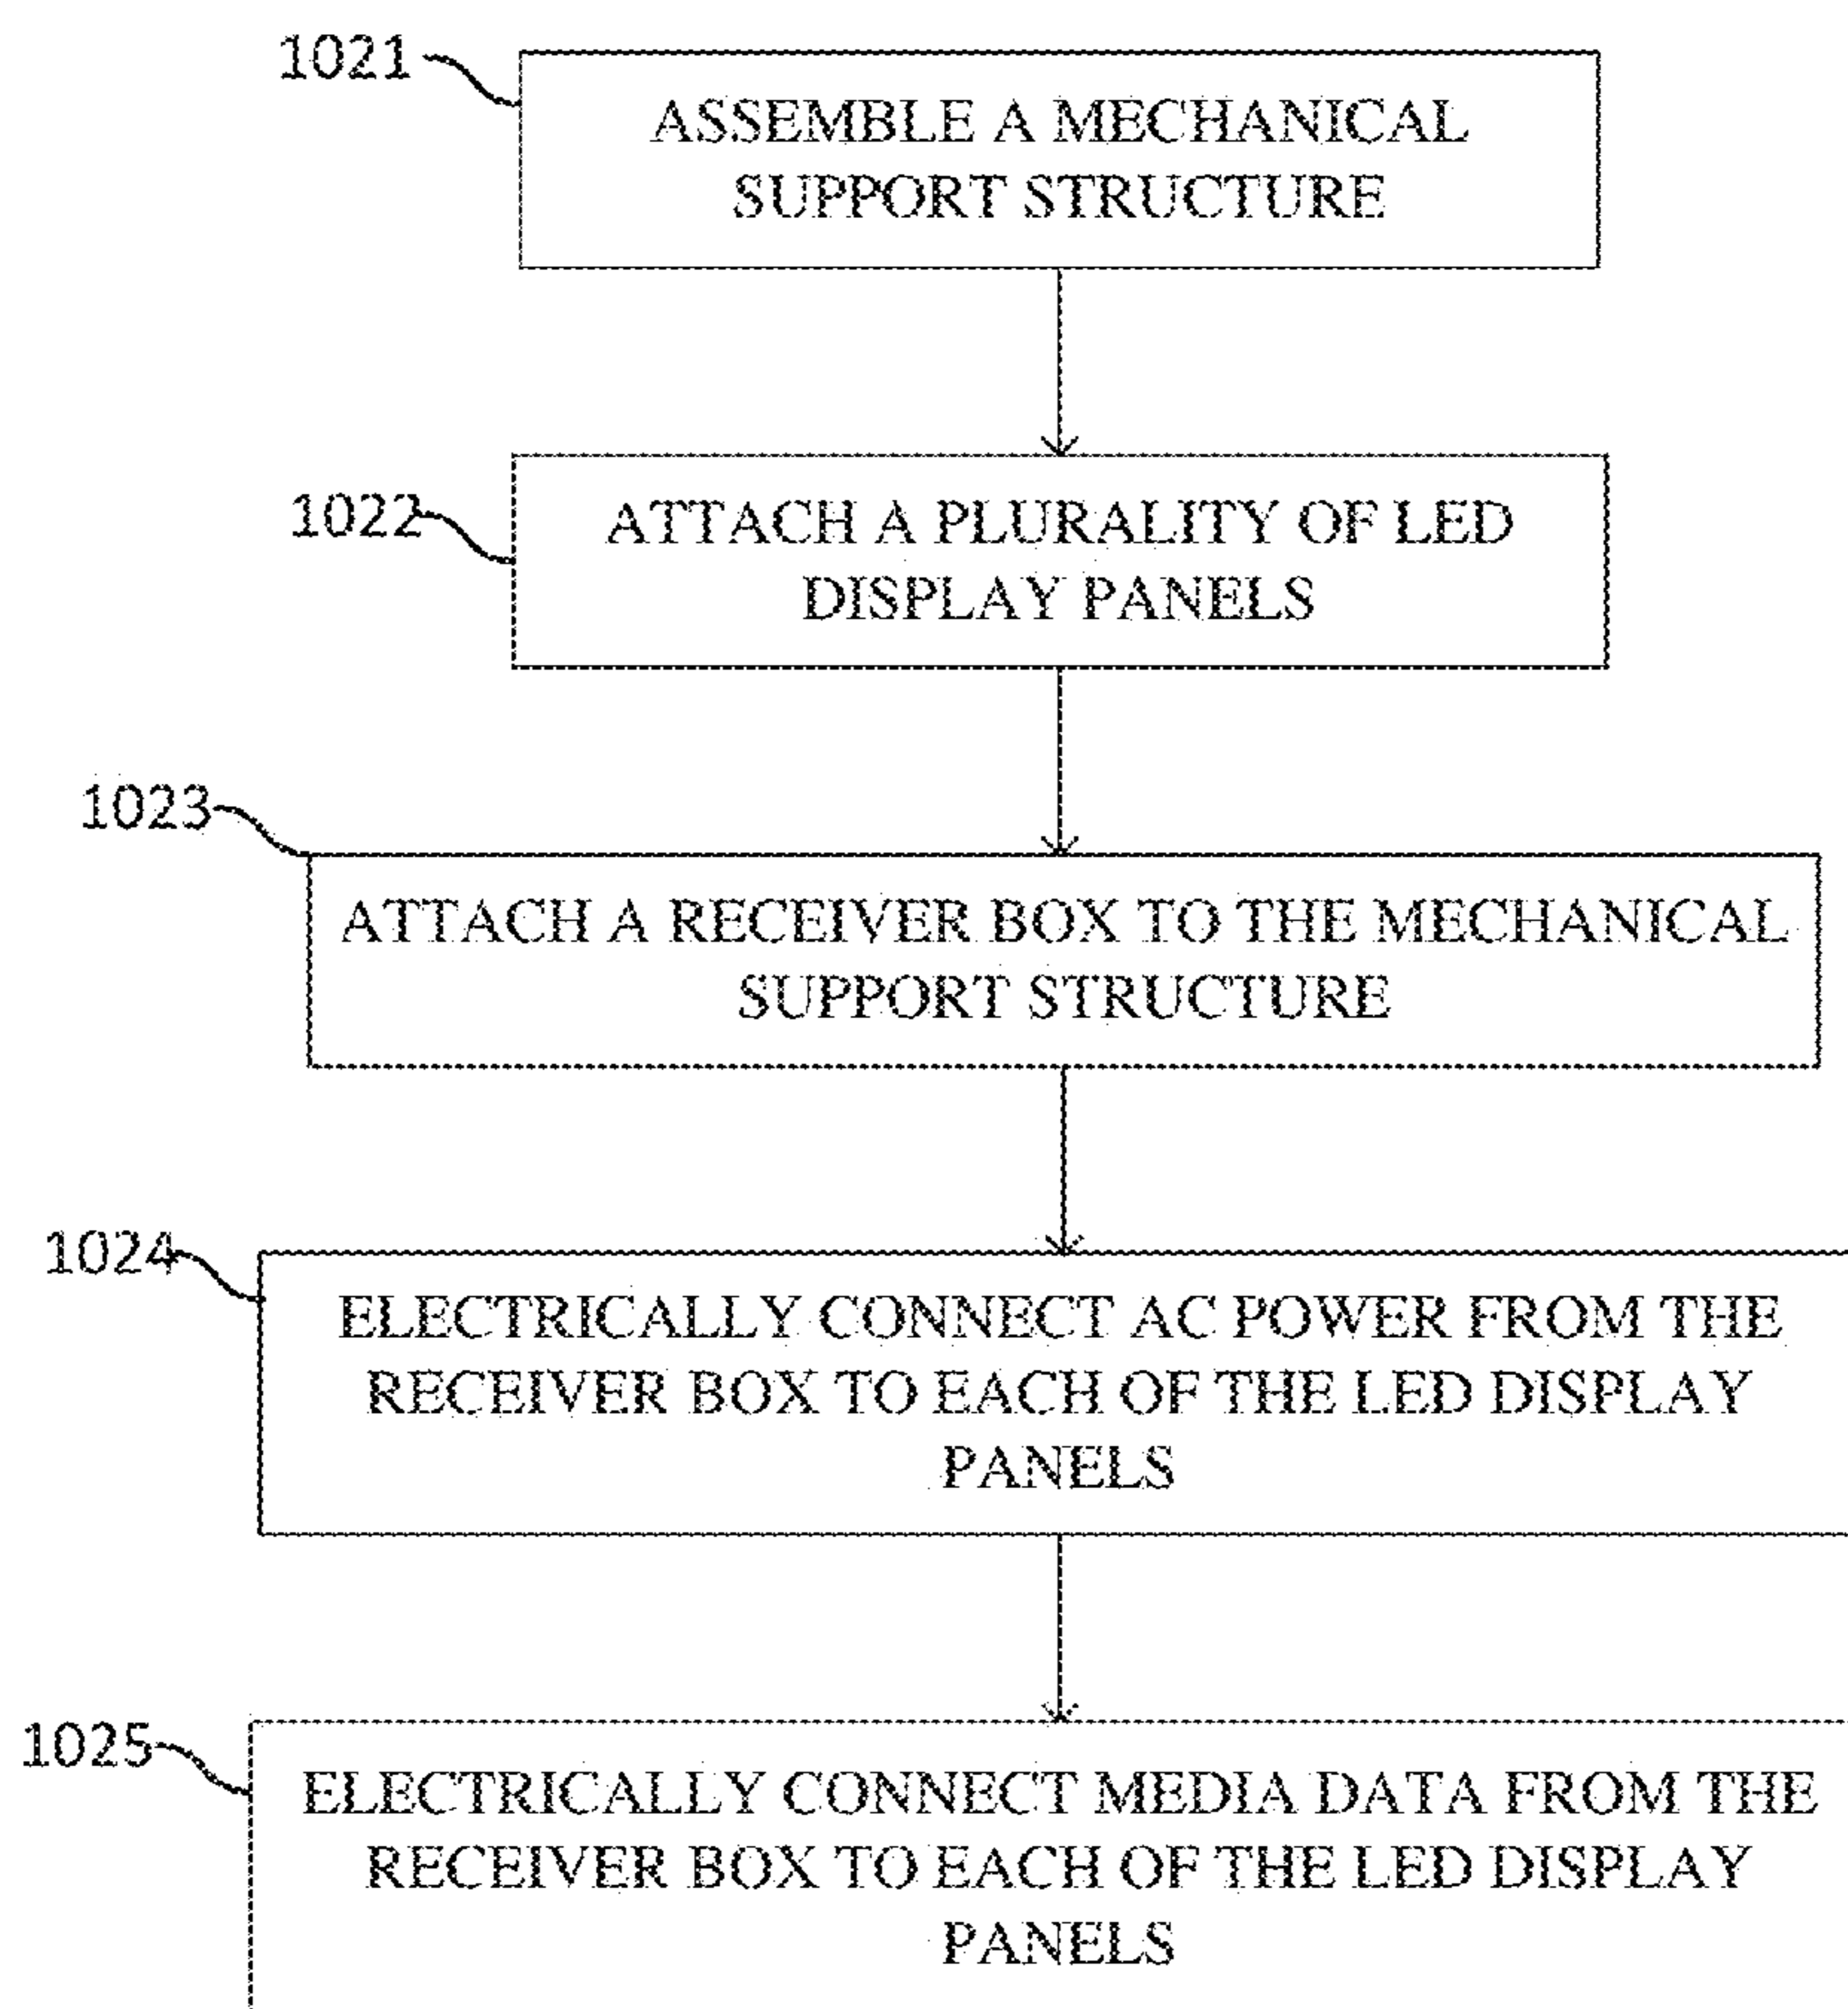 1021
ASSEMBLE A MECHANICAL
SUPPORT STRUCTURE
1022
ATTACH A PLURALITY OF LED
DISPLAY PANELS
1023
ATTACH A RECEIVER BOX TO THE MECHANICAL
SUPPORT STRUCTURE
1024
ELECTRICALLY CONNECT AC POWER FROM THE
RECEIVER BOX TO EACH OF THE LED DISPLAY
PANELS
1025
ELECTRICALLY CONNECT MEDIA DATA FROM THE
RECEIVER BOX TO EACH OF THE LED DISPLAY
PANELS